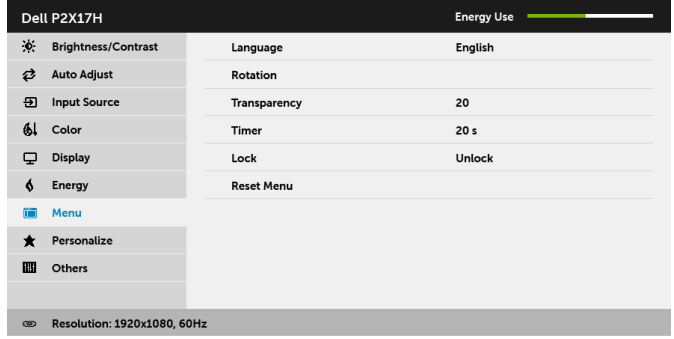 Dell P2X17H Energy Use
Brightness/Contrast Language English
Auto Adjust Rotation
Input Source Transparency 20
Color Timer 20 s
Display Lock Unlock
Energy Reset Menu
Menu
Personalize
Others
Resolution: 1920x1080, 60Hz